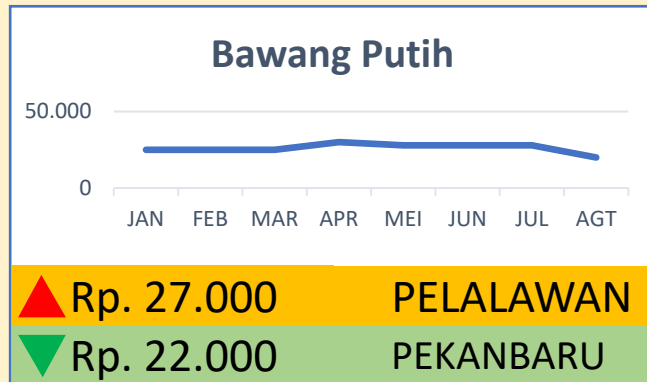 Bawang Putih
50.000
0
JAN FEB MAR APR MEI JUN JUL AGT
Rp. 27.000 PELALAWAN
Rp. 22.000 PEKANBARU